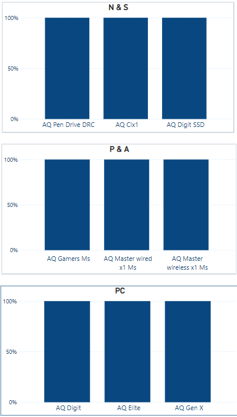 N & S
100%
50%
0%
AQ Pen Drive DRC
AQ Clx1
AQ Digit SSD
P & A
100%
50%
0%
AQ Gamers Ms
AQ Master wired
x1 Ms
AQ Master
wireless x1 Ms
PC
100%
50%
0%
AQ Digit
AQ Elite
AQ Gen X